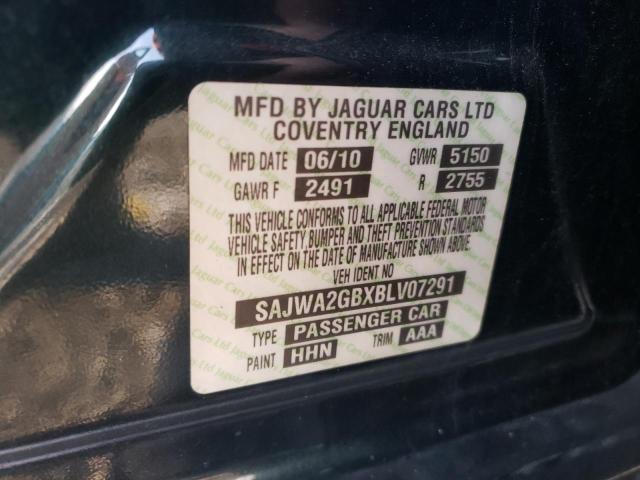 MFD BY JAGUAR CARS LTD
COVENTRY ENGLAND
MFD DATE 06/10 GVWR 5150
GAWR F 2491 R 2755
THIS VEHICLE CONFORMS TO ALL APPLICABLE FEDERAL MOTOR
VEHICLE SAFETY, BUMPER AND THEFT PREVENTION STANDARDS
IN EFFECT ON THE DATE OF MANUFACTURE SHOWN ABOVE.
VEH IDENT NO
SAJWA2GBXBLV07291
TYPE PASSENGER CAR
PAINT HHN TRIM AAA